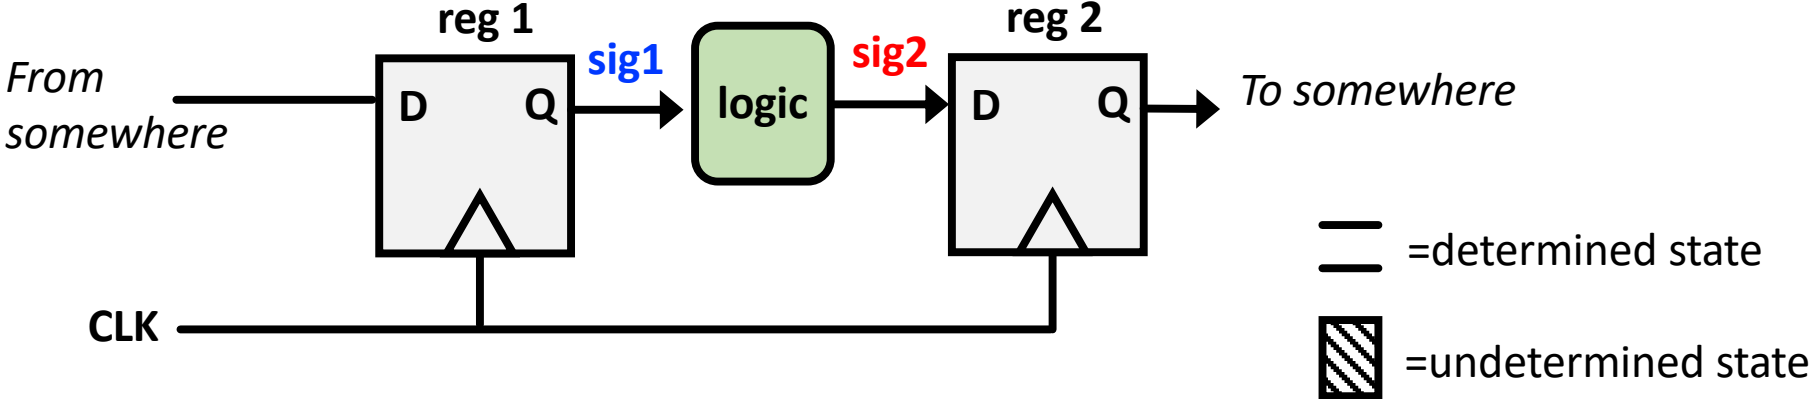 reg 1
reg 2
From
somewhere
sig1
sig2
D
Q
logic
D
Q
To somewhere
CLK
=determined state
=undetermined state